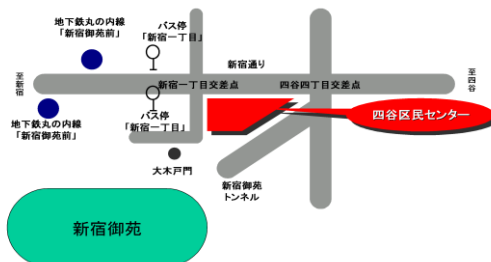 地下鉄丸の内線
「新宿御苑前」
バス停
「新宿一丁目」
新宿通り
至新宿
至四谷
新宿一丁目交差点
四谷四丁目交差点
地下鉄丸の内線
「新宿御苑前」
バス停
「新宿一丁目」
四谷区民センター
大木戸門
新宿御苑
トンネル
新宿御苑